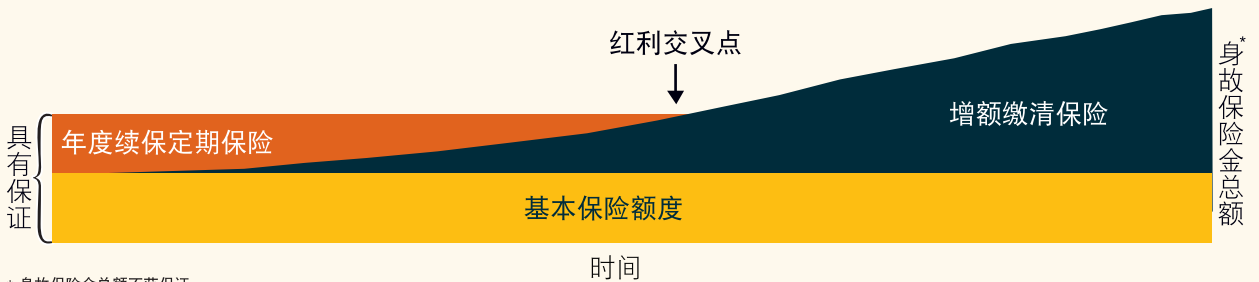 红利交叉点
年度续保定期保险
增额缴清保险
具有保证
基本保险额度
身故保险金总额*
时间